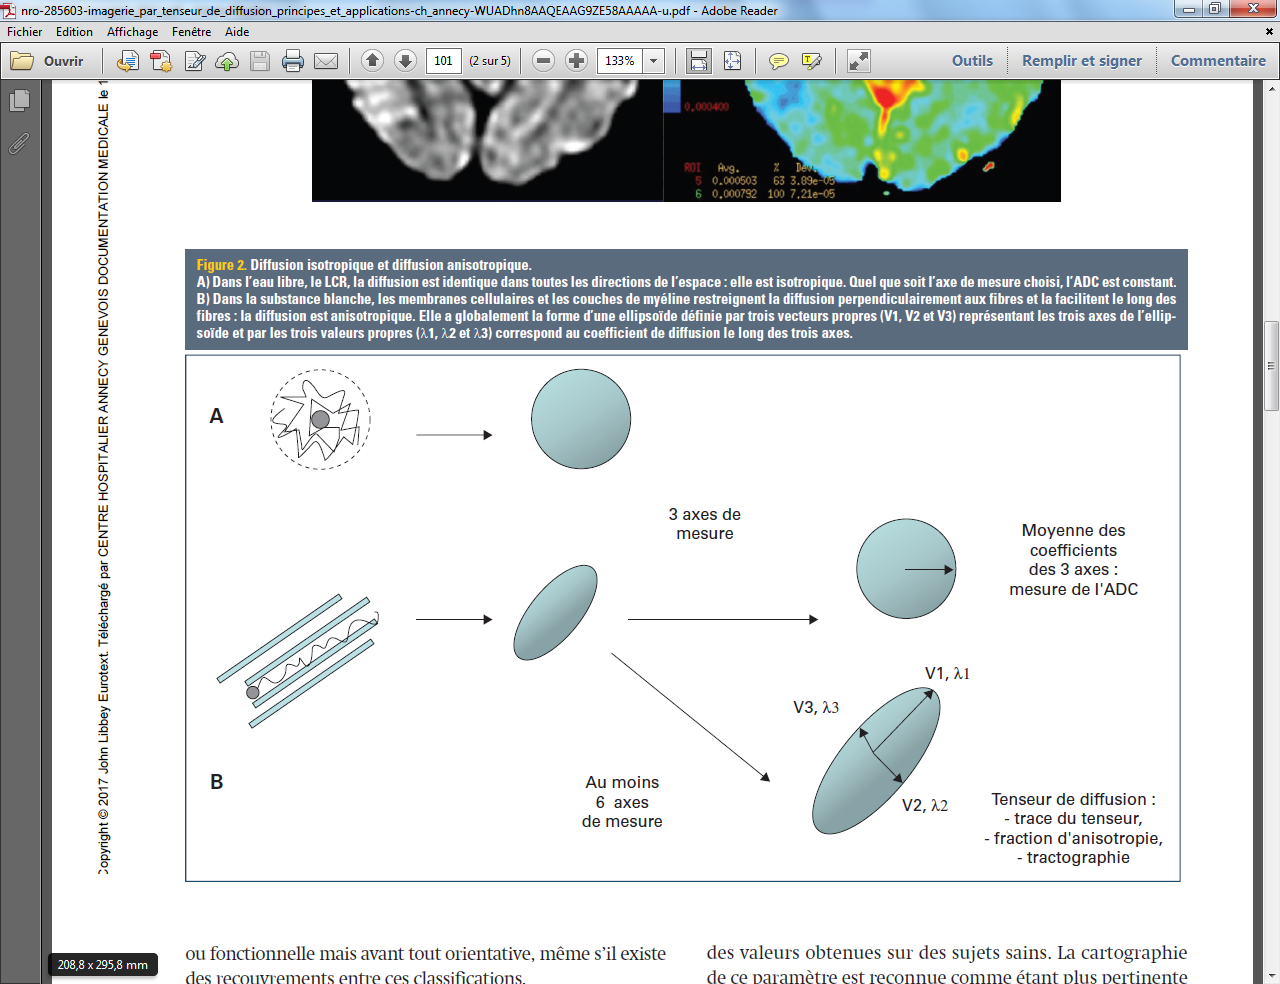 nro-285603-imagerie_par_tenseur_de_diffusion_principes_et_applications-ch_annecy-WUADhn8AAQEAAG9ZE58AAAAA-u.pdf - Adobe Reader
Fichier Edition Affichage Fenêtre Aide
Ouvrir 101 (2 sur 5) 133% Outils Remplir et signer Commentaire
Copyright © 2017 John Libbey Eurotext. Téléchargé par CENTRE HOSPITALIER ANNECY GENEVOIS DOCUMENTATION MEDICALE le 1
0.000400
ROI Avg. % Dev.
5 0.000503 63 3.89e-05
6 0.000792 100 7.21e-05
Figure 2. Diffusion isotropique et diffusion anisotropique.
A) Dans l'eau libre, le LCR, la diffusion est identique dans toutes les directions de l'espace : elle est isotropique. Quel que soit l'axe de mesure choisi, l'ADC est constant.
B) Dans la substance blanche, les membranes cellulaires et les couches de myéline restreignent la diffusion perpendiculairement aux fibres et la facilitent le long des
fibres : la diffusion est anisotropique. Elle a globalement la forme d'une ellipsoïde définie par trois vecteurs propres (V1, V2 et V3) représentant les trois axes de l'ellip-
soïde et par les trois valeurs propres (λ1, λ2 et λ3) correspond au coefficient de diffusion le long des trois axes.
A
3 axes de
mesure
Moyenne des
coefficients
des 3 axes :
mesure de l'ADC
V1, λ1
V3, λ3
B
Au moins
6 axes
de mesure
V2, λ2
Tenseur de diffusion :
- trace du tenseur,
- fraction d'anisotropie,
- tractographie
ou fonctionnelle mais avant tout orientative, même s'il existe
des recouvrements entre ces classifications.
des valeurs obtenues sur des sujets sains. La cartographie
de ce paramètre est reconnue comme étant plus pertinente
208,8 x 295,8 mm